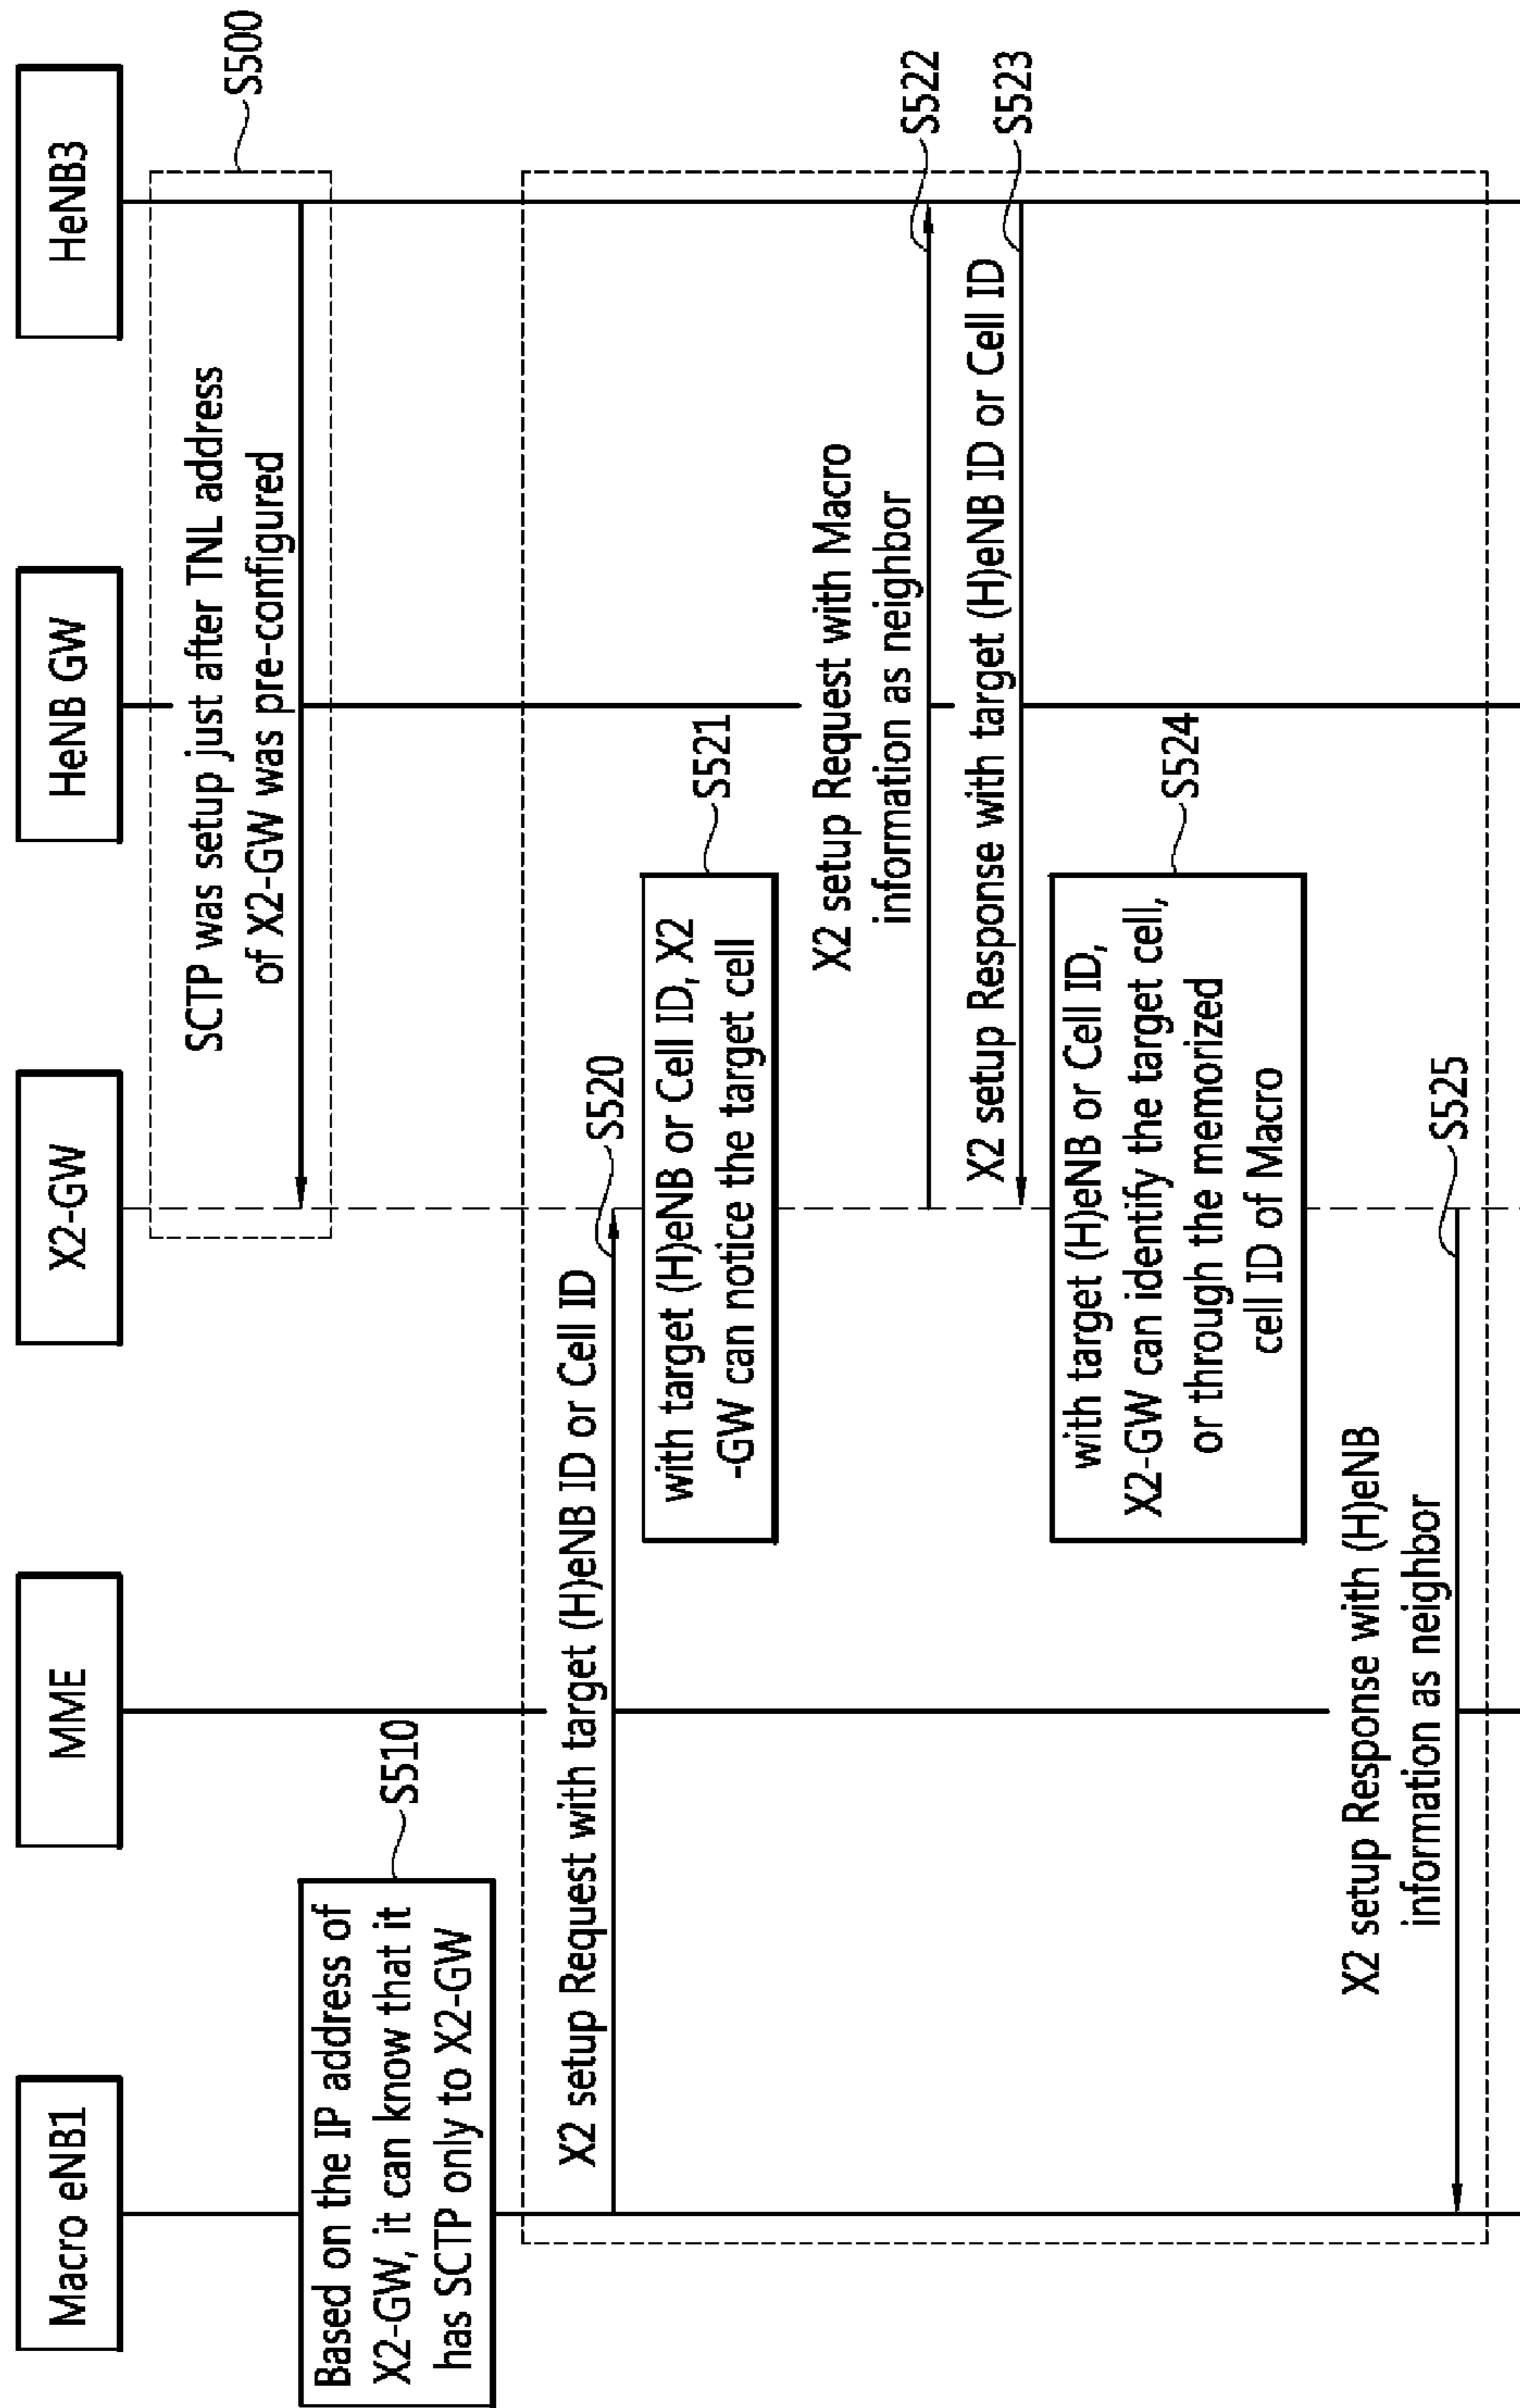 Macro eNB1
MME
X2-GW
HeNB GW
HeNB3
SCTP was setup just after TNL address
of X2-GW was pre-configured
S500
Based on the IP address of
X2-GW, it can know that it
has SCTP only to X2-GW
S510
X2 setup Request with target (H)eNB ID or Cell ID
S520
with target (H)eNB or Cell ID, X2
-GW can notice the target cell
S521
X2 setup Request with Macro
information as neighbor
S522
X2 setup Response with target (H)eNB ID or Cell ID
S523
with target (H)eNB or Cell ID,
X2-GW can identify the target cell,
or through the memorized
cell ID of Macro
S524
X2 setup Response with (H)eNB
information as neighbor
S525